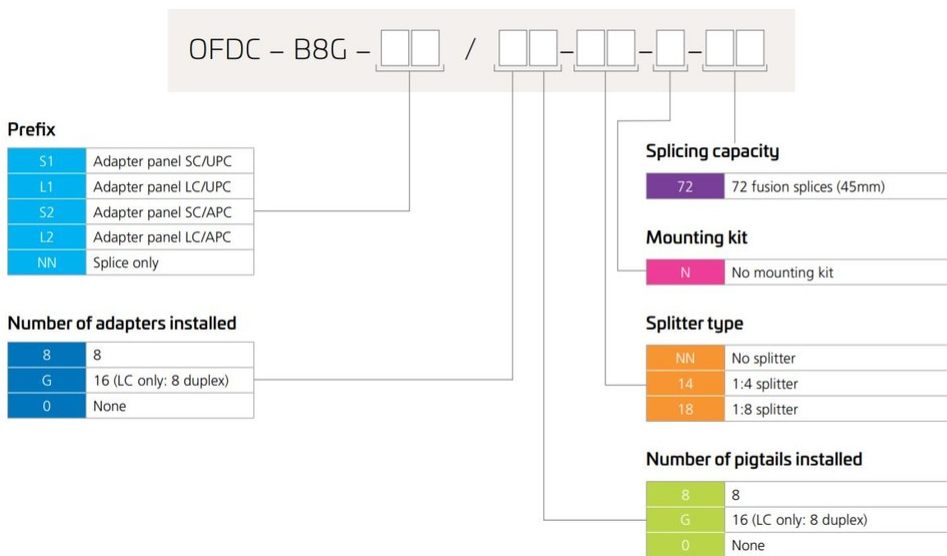 OFDC – B8G – / – – –
Prefix
S1 Adapter panel SC/UPC
L1 Adapter panel LC/UPC
S2 Adapter panel SC/APC
L2 Adapter panel LC/APC
NN Splice only
Number of adapters installed
8 8
G 16 (LC only: 8 duplex)
0 None
Splicing capacity
72 72 fusion splices (45mm)
Mounting kit
N No mounting kit
Splitter type
NN No splitter
14 1:4 splitter
18 1:8 splitter
Number of pigtails installed
8 8
G 16 (LC only: 8 duplex)
0 None